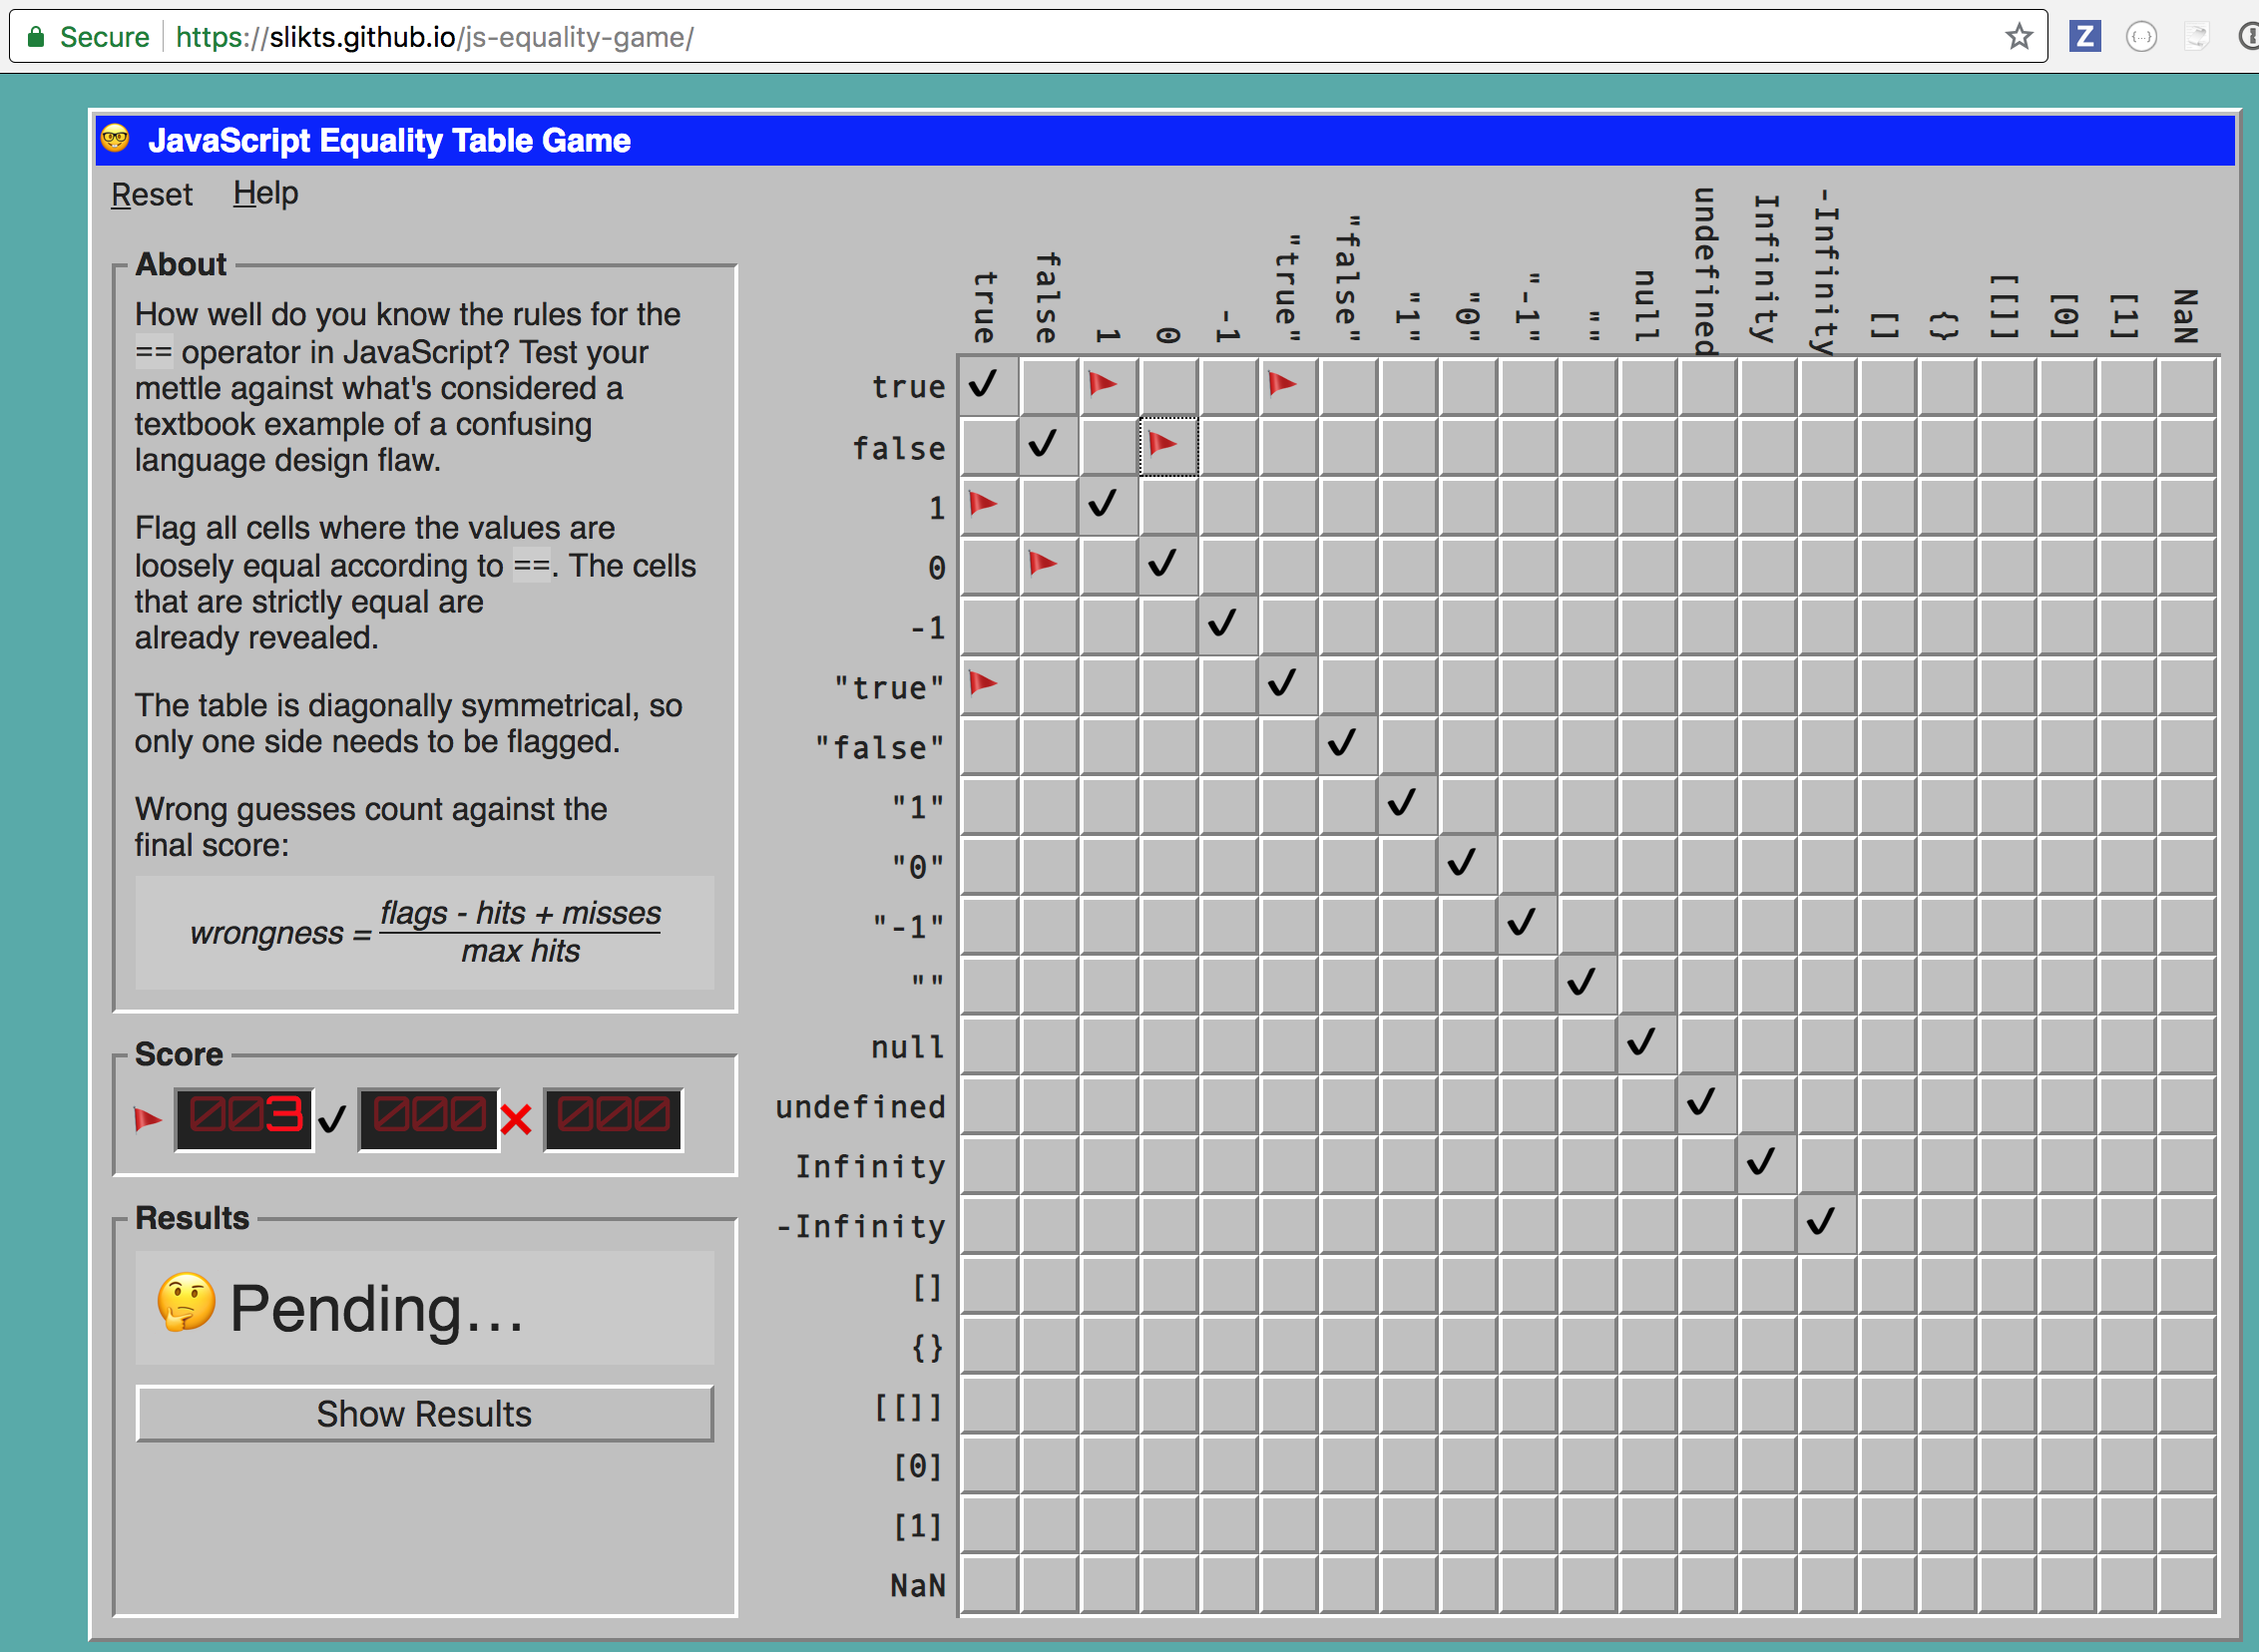 Secure https://slikts.github.io/js-equality-game/
Z
JavaScript Equality Table Game
Reset Help
About
How well do you know the rules for the
== operator in JavaScript? Test your
mettle against what's considered a
textbook example of a confusing
language design flaw.
Flag all cells where the values are
loosely equal according to ==. The cells
that are strictly equal are
already revealed.
The table is diagonally symmetrical, so
only one side needs to be flagged.
Wrong guesses count against the
final score:
wrongness = flags - hits + misses
max hits
Score
003 000 000
Results
Pending...
Show Results
true
false
1
0
-1
"true"
"false"
"1"
"0"
"-1"
""
null
undefined
Infinity
-Infinity
[]
{}
[[]]
[0]
[1]
NaN
true
false
1
0
-1
"true"
"false"
"1"
"0"
"-1"
""
null
undefined
Infinity
-Infinity
[]
{}
[[]]
[0]
[1]
NaN